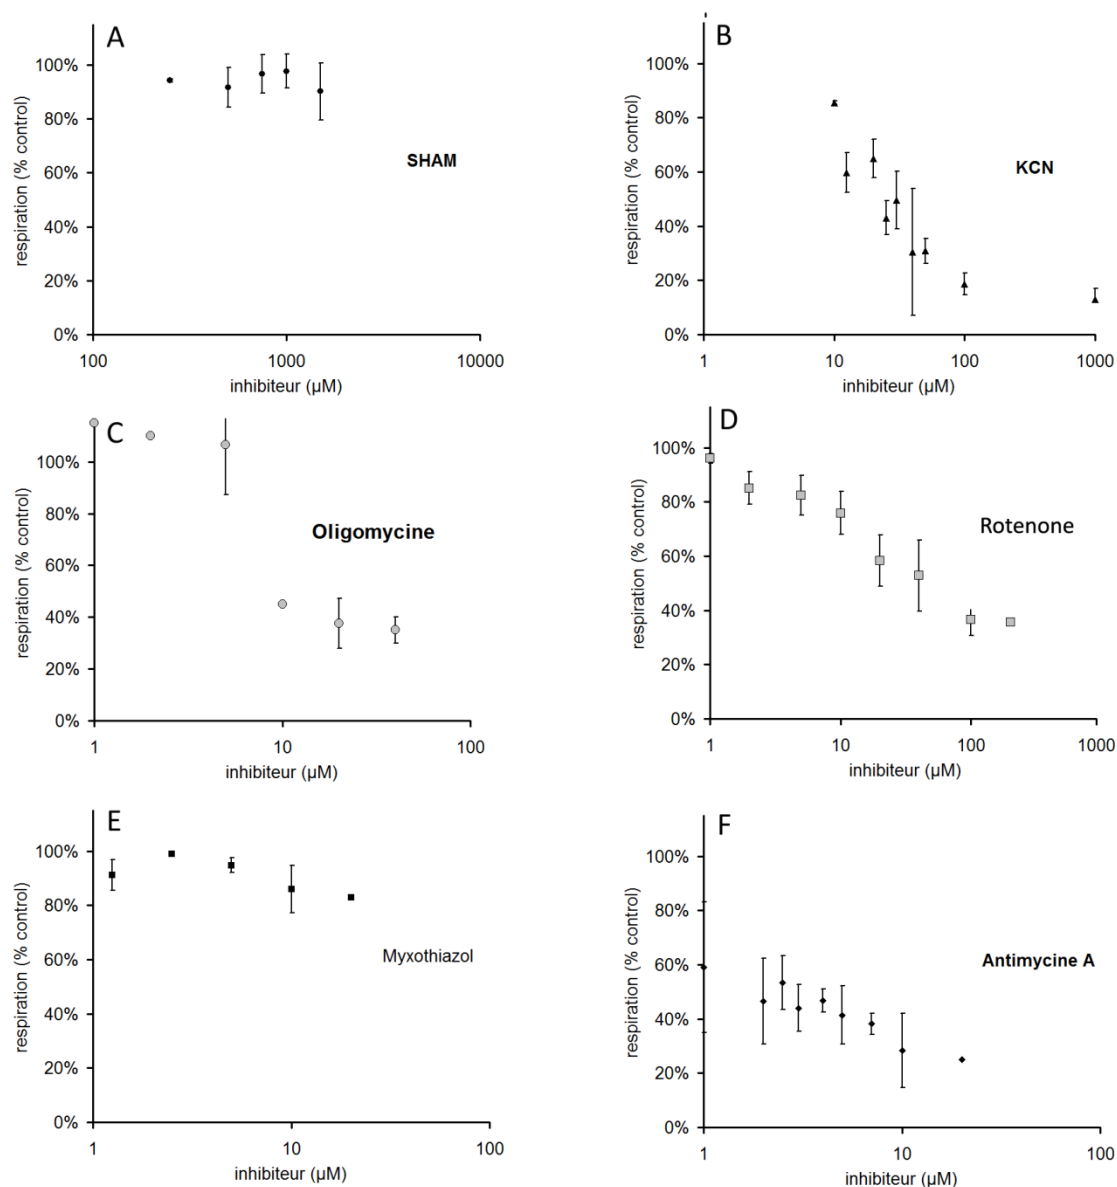 A
respiration (% control)
100%
80%
60%
40%
20%
0%
SHAM
100
1000
10000
inhibiteur (µM)
B
respiration (% control)
100%
80%
60%
40%
20%
0%
KCN
1
10
100
1000
inhibiteur (µM)
C
respiration (% control)
100%
80%
60%
40%
20%
0%
Oligomycine
1
10
100
inhibiteur (µM)
D
respiration (% control)
100%
80%
60%
40%
20%
0%
Rotenone
1
10
100
1000
inhibiteur (µM)
E
respiration (% control)
100%
80%
60%
40%
20%
0%
Myxothiazol
1
10
100
inhibiteur (µM)
F
respiration (% control)
100%
80%
60%
40%
20%
0%
Antimycine A
1
10
100
inhibiteur (µM)